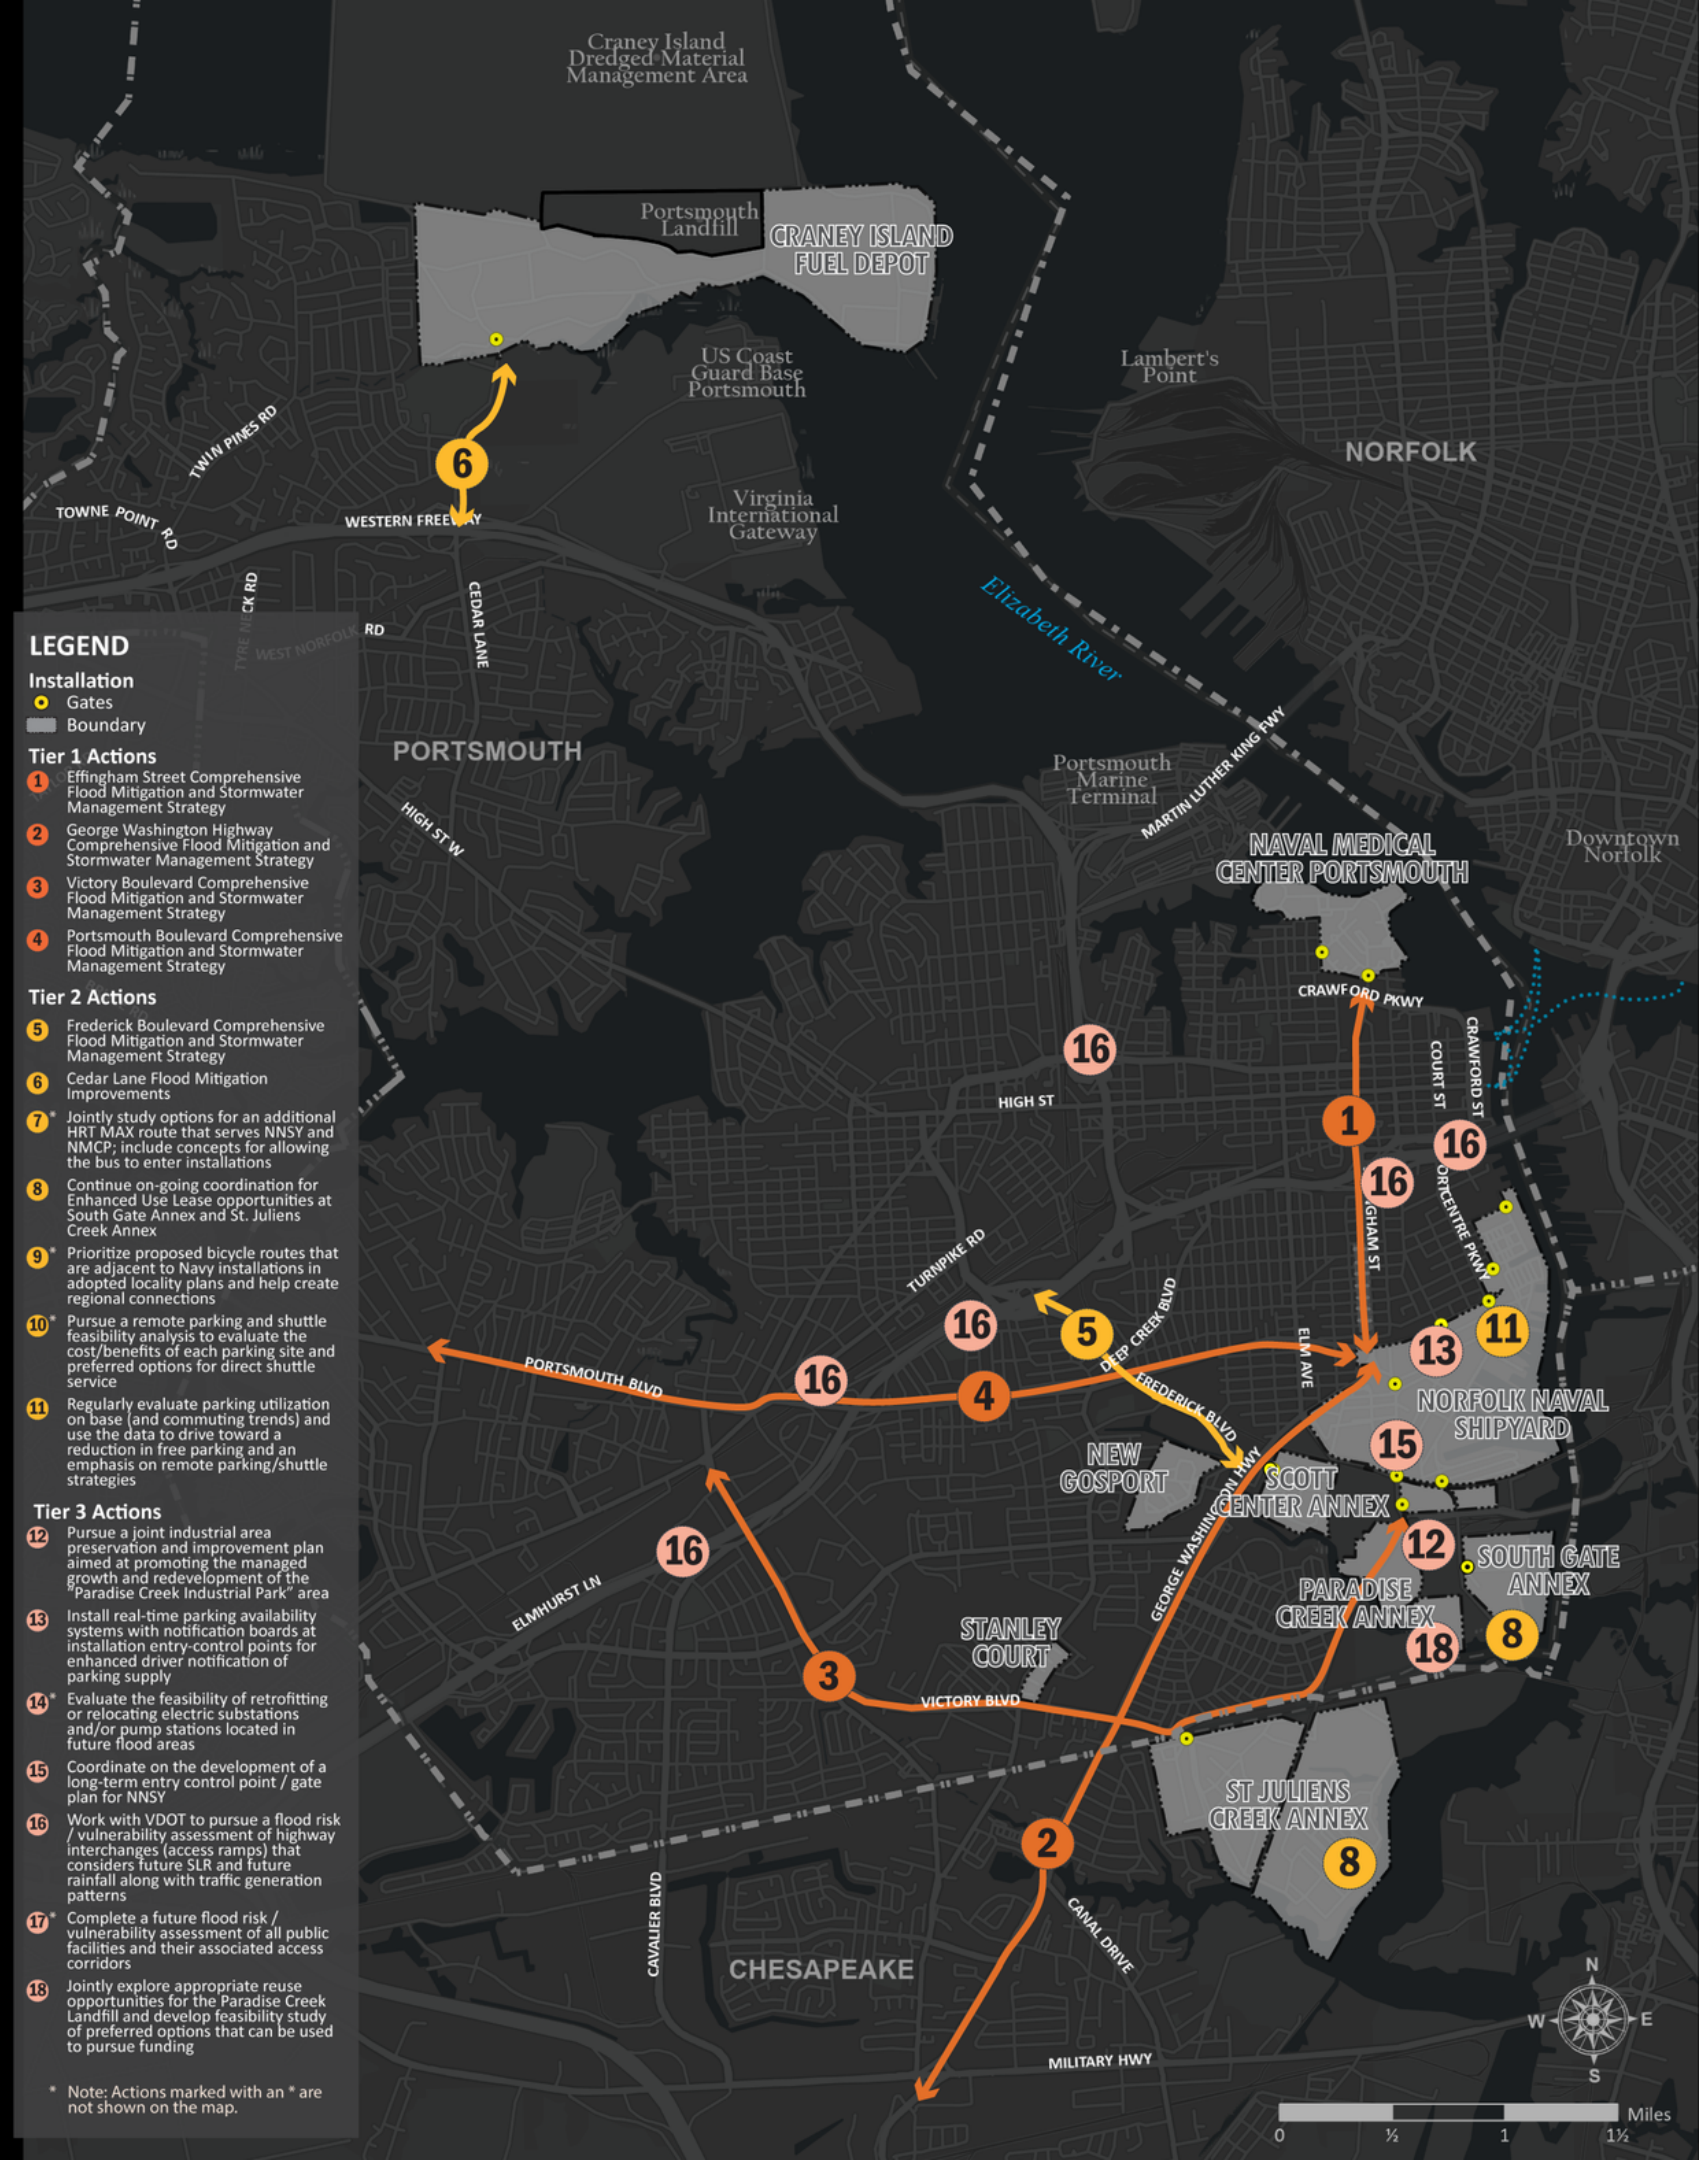 Craney Island
Dredged Material
Management Area
Portsmouth
Landfill
CRANEY ISLAND
FUEL DEPOT
US Coast
Guard Base
Portsmouth
Lambert's
Point
NORFOLK
TWIN PINES RD
6
TOWNE POINT RD
WESTERN FREEWAY
Virginia
International
Gateway
Elizabeth River
TYRE NECK RD
WEST NORFOLK RD
CEDAR LANE
PORTSMOUTH
HIGH ST W
Portsmouth
Marine
Terminal
MARTIN LUTHER KING FWY
NAVAL MEDICAL
CENTER PORTSMOUTH
Downtown
Norfolk
CRAWFORD PKWY
CRAWFORD ST
COURT ST
16
HIGH ST
1
16
16
GHAM ST
ORTCENTRE PKWY
TURNPIKE RD
16
5
DEEP CREEK BLVD
ELM AVE
13
11
PORTSMOUTH BLVD
16
4
FREDERICK BLVD
NORFOLK NAVAL
SHIPYARD
15
NEW
GOSPORT
SCOTT
CENTER ANNEX
GEORGE WASHINGTON HWY
16
12
SOUTH GATE
ANNEX
ELMHURST LN
PARADISE
CREEK ANNEX
STANLEY
COURT
18
8
3
VICTORY BLVD
ST JULIENS
CREEK ANNEX
2
8
CAVALIER BLVD
CANAL DRIVE
CHESAPEAKE
MILITARY HWY
N
W
E
S
Miles
0
½
1
1½
LEGEND
Installation
Gates
Boundary
Tier 1 Actions
1 Effingham Street Comprehensive
Flood Mitigation and Stormwater
Management Strategy
2 George Washington Highway
Comprehensive Flood Mitigation and
Stormwater Management Strategy
3 Victory Boulevard Comprehensive
Flood Mitigation and Stormwater
Management Strategy
4 Portsmouth Boulevard Comprehensive
Flood Mitigation and Stormwater
Management Strategy
Tier 2 Actions
5 Frederick Boulevard Comprehensive
Flood Mitigation and Stormwater
Management Strategy
6 Cedar Lane Flood Mitigation
Improvements
7* Jointly study options for an additional
HRT MAX route that serves NNSY and
NMCP; include concepts for allowing
the bus to enter installations
8 Continue on-going coordination for
Enhanced Use Lease opportunities at
South Gate Annex and St. Juliens
Creek Annex
9* Prioritize proposed bicycle routes that
are adjacent to Navy installations in
adopted locality plans and help create
regional connections
10* Pursue a remote parking and shuttle
feasibility analysis to evaluate the
cost/benefits of each parking site and
preferred options for direct shuttle
service
11 Regularly evaluate parking utilization
on base (and commuting trends) and
use the data to drive toward a
reduction in free parking and an
emphasis on remote parking/shuttle
strategies
Tier 3 Actions
12 Pursue a joint industrial area
preservation and improvement plan
aimed at promoting the managed
growth and redevelopment of the
"Paradise Creek Industrial Park" area
13 Install real-time parking availability
systems with notification boards at
installation entry-control points for
enhanced driver notification of
parking supply
14* Evaluate the feasibility of retrofitting
or relocating electric substations
and/or pump stations located in
future flood areas
15 Coordinate on the development of a
long-term entry control point / gate
plan for NNSY
16 Work with VDOT to pursue a flood risk
/ vulnerability assessment of highway
interchanges (access ramps) that
considers future SLR and future
rainfall along with traffic generation
patterns
17* Complete a future flood risk /
vulnerability assessment of all public
facilities and their associated access
corridors
18 Jointly explore appropriate reuse
opportunities for the Paradise Creek
Landfill and develop feasibility study
of preferred options that can be used
to pursue funding
* Note: Actions marked with an * are
not shown on the map.